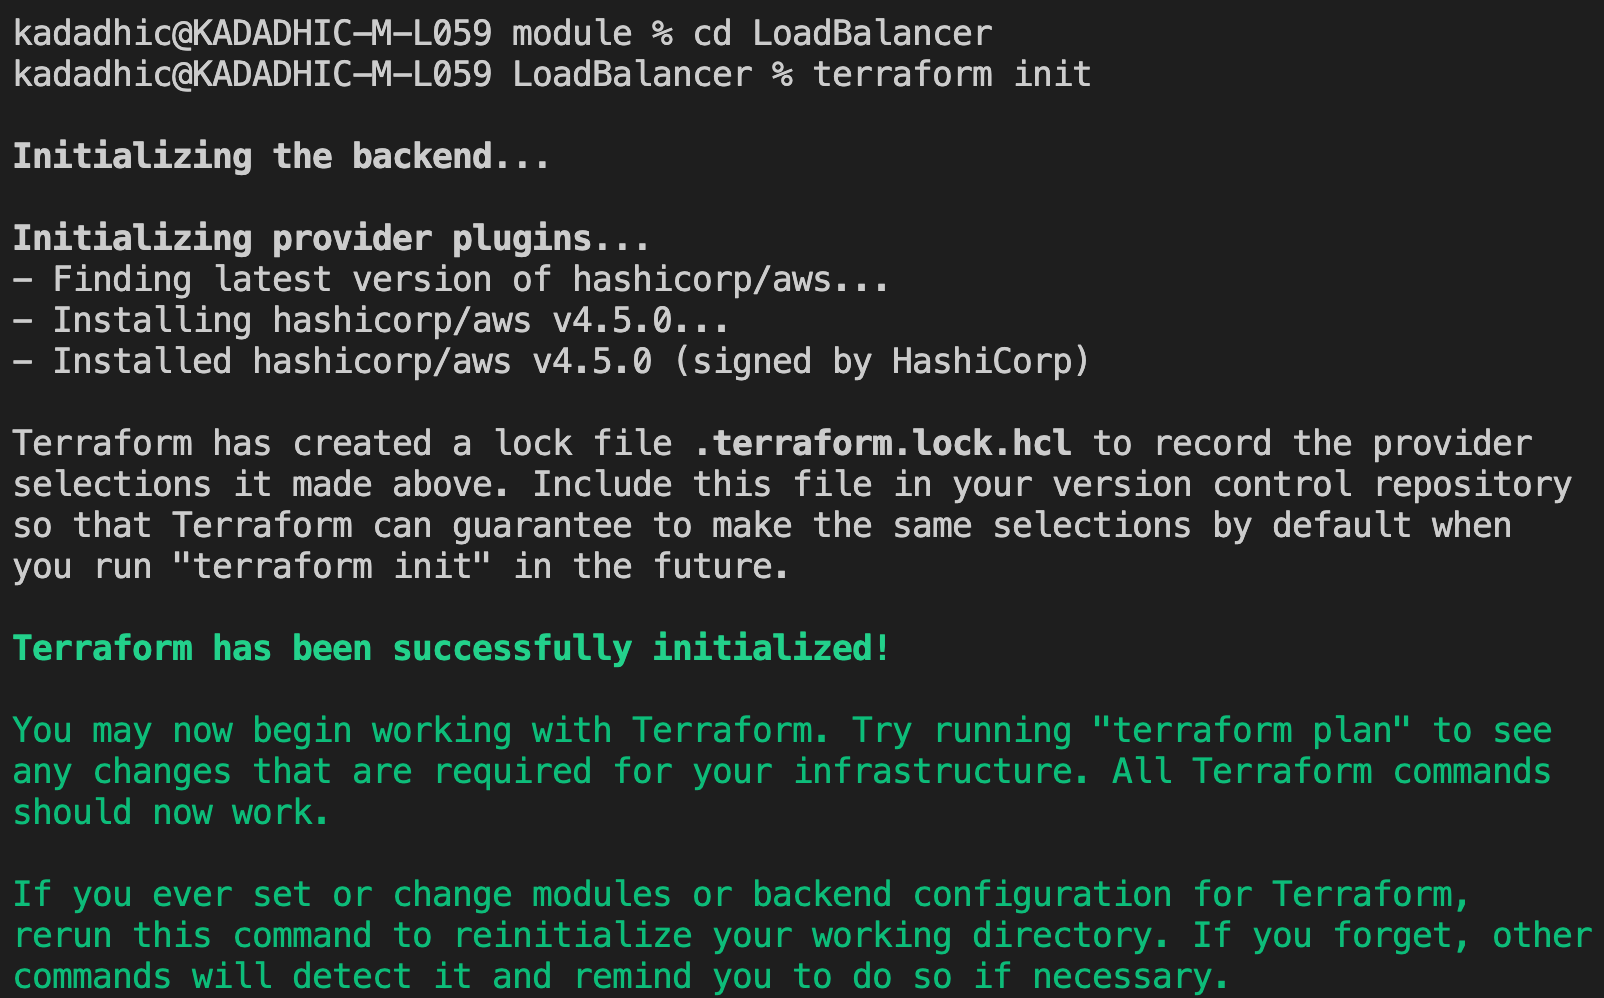 kadadhic@KADADHIC-M-L059 module % cd LoadBalancer
kadadhic@KADADHIC-M-L059 LoadBalancer % terraform init
Initializing the backend...
Initializing provider plugins...
- Finding latest version of hashicorp/aws...
- Installing hashicorp/aws v4.5.0...
- Installed hashicorp/aws v4.5.0 (signed by HashiCorp)
Terraform has created a lock file .terraform.lock.hcl to record the provider
selections it made above. Include this file in your version control repository
so that Terraform can guarantee to make the same selections by default when
you run "terraform init" in the future.
Terraform has been successfully initialized!
You may now begin working with Terraform. Try running "terraform plan" to see
any changes that are required for your infrastructure. All Terraform commands
should now work.
If you ever set or change modules or backend configuration for Terraform,
rerun this command to reinitialize your working directory. If you forget, other
commands will detect it and remind you to do so if necessary.